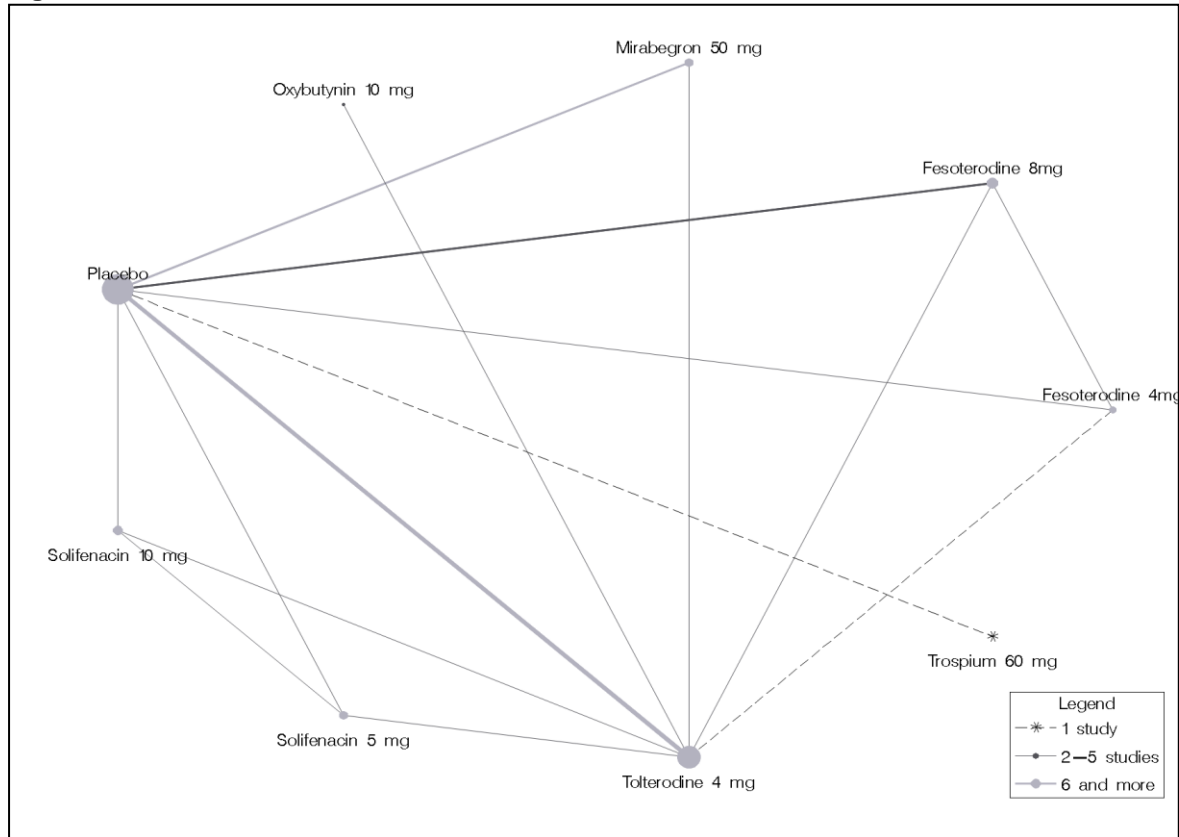 Mirabegron 50 mg
Oxybutynin 10 mg
Fesoterodine 8mg
Placebo
Fesoterodine 4mg
Solifenacin 10 mg
Trospium 60 mg
Solifenacin 5 mg
Tolterodine 4 mg
Legend
1 study
2–5 studies
6 and more